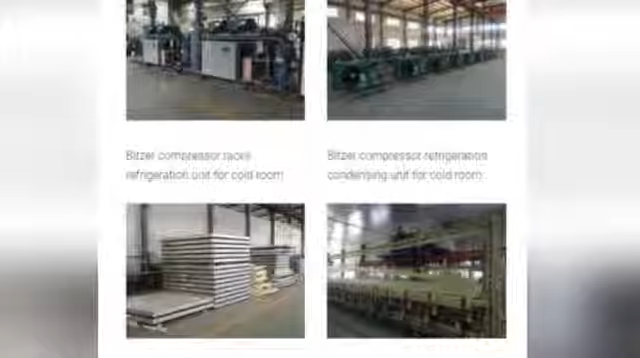 Bitzer compressor racks
refrigeration unit for cold room
Bitzer compressor refrigeration
condensing unit for cold room